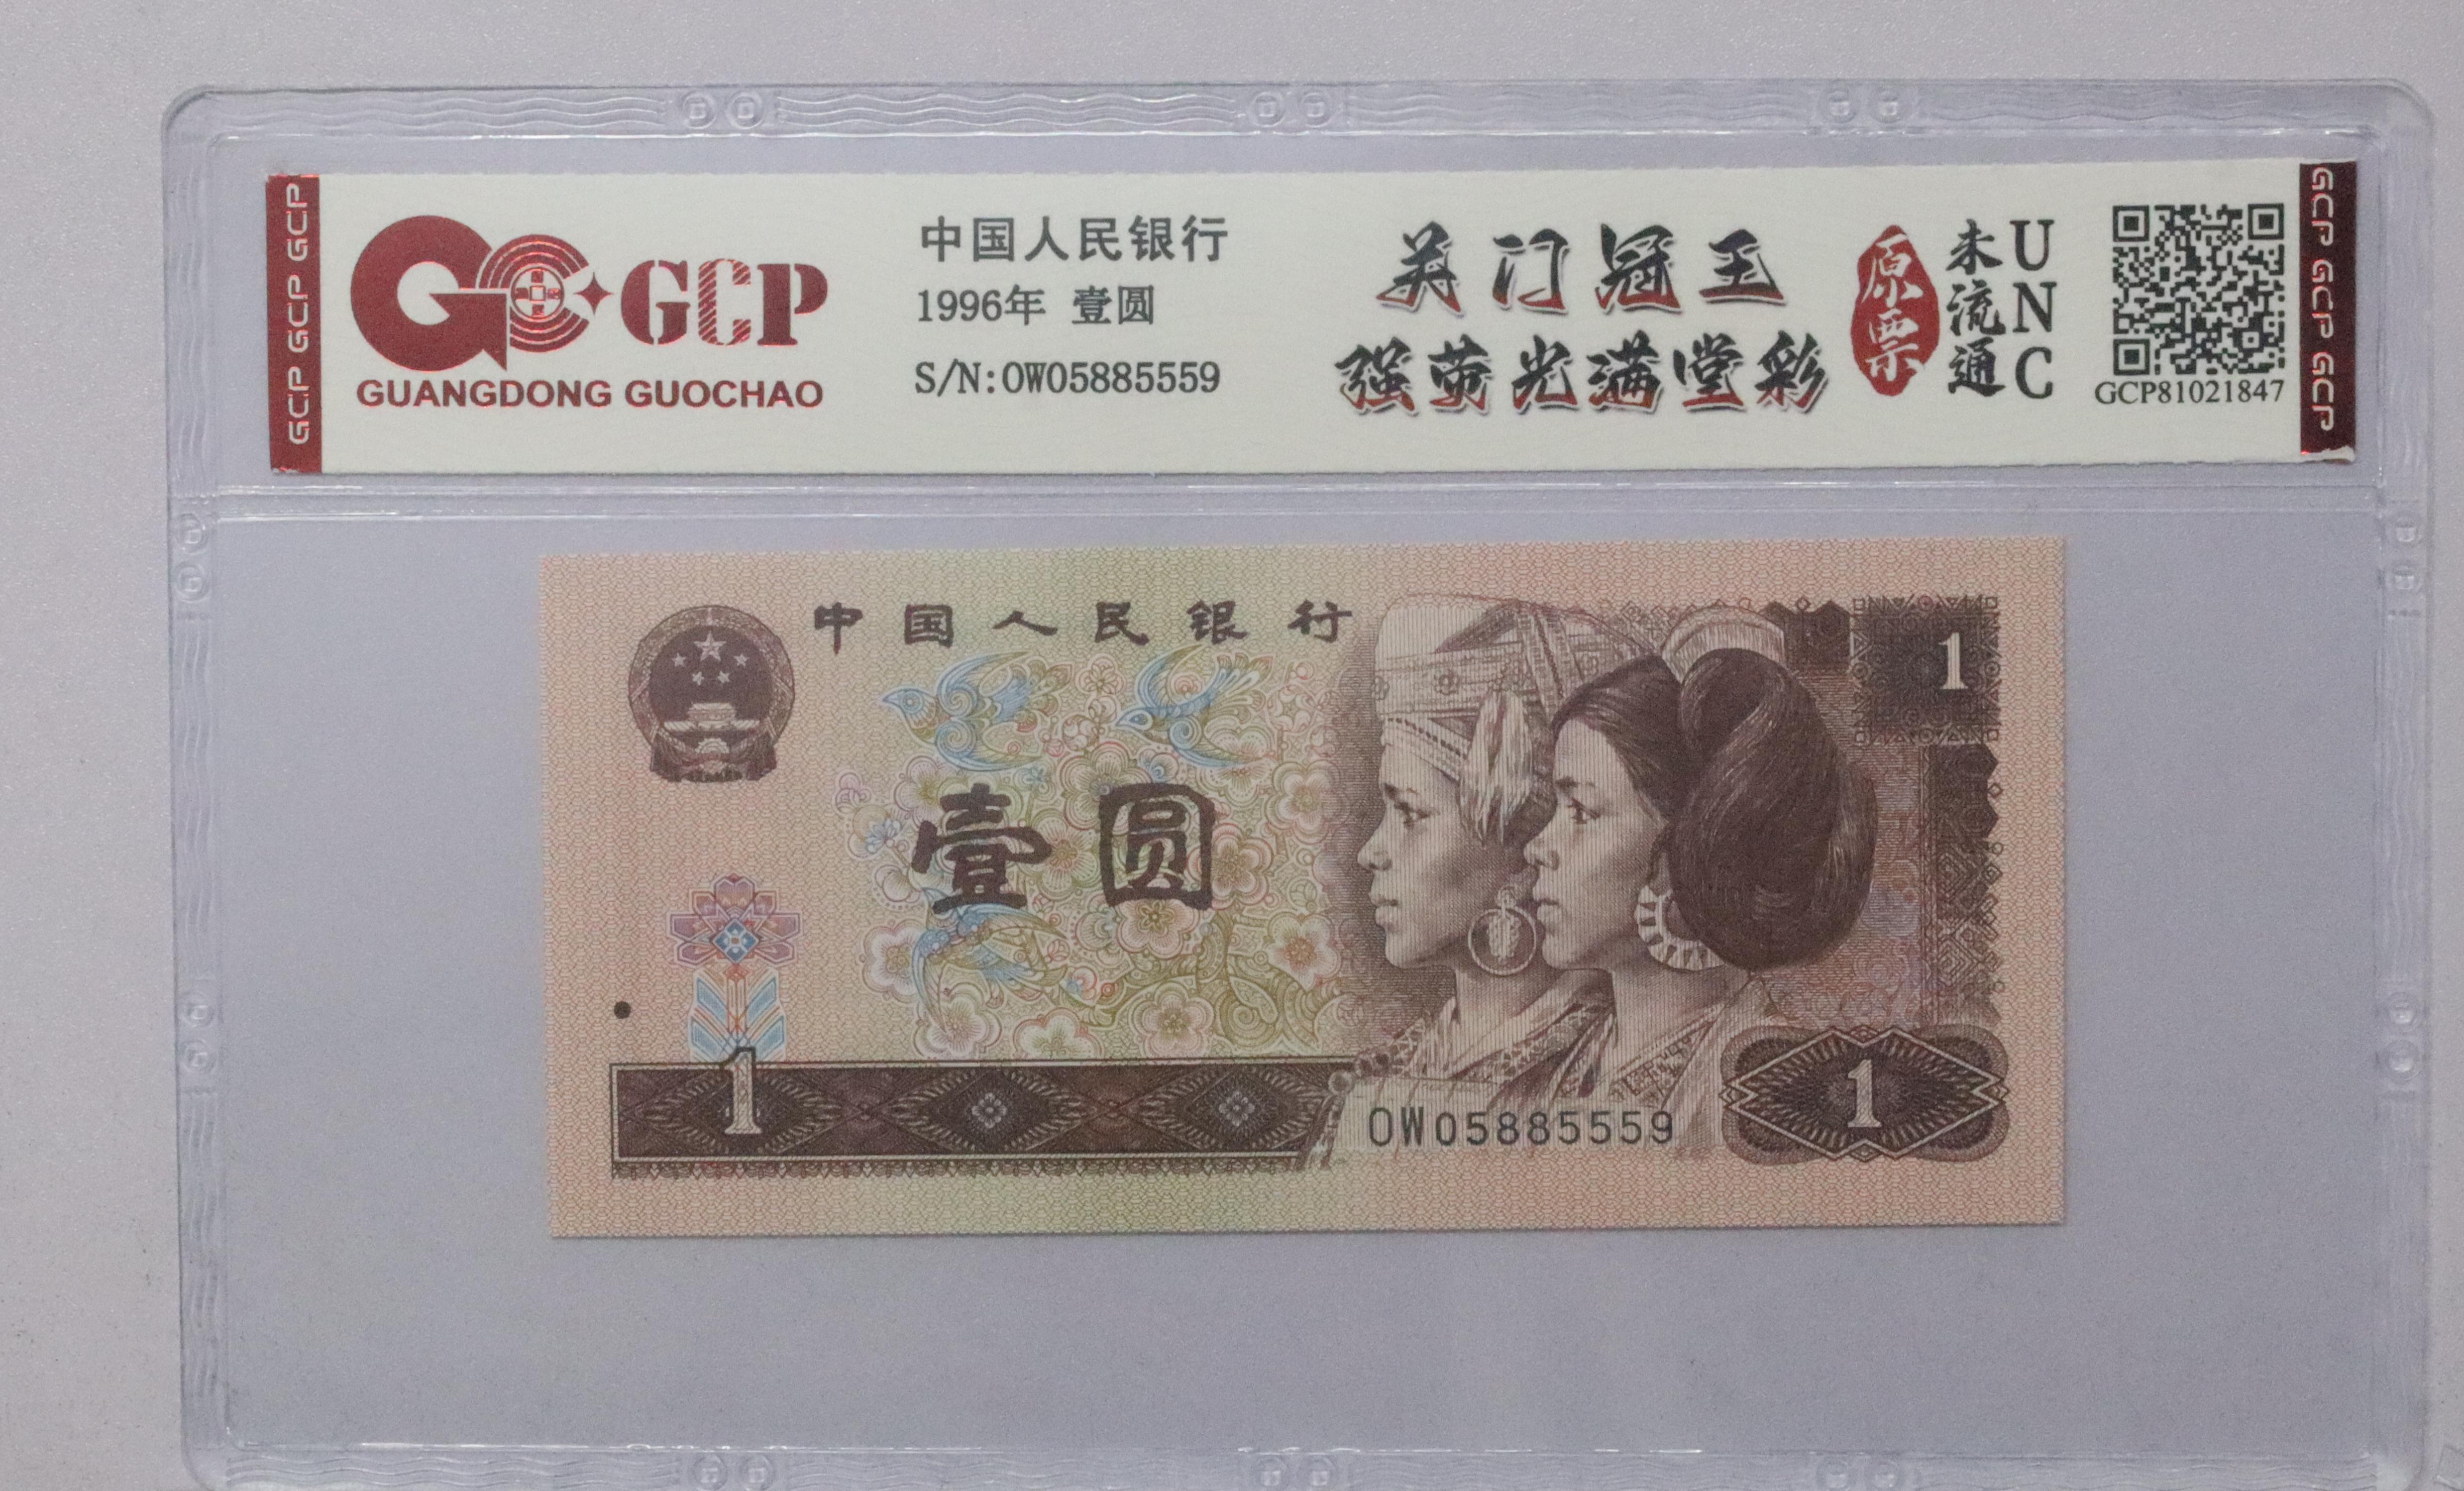 GCP GCP GCP
GCP
GUANGDONG GUOCHAO
中国人民银行
1996年 壹圆
S/N:OW05885559
关门冠王
强荧光满堂彩
原票
未流通
UNC
GCP81021847
GCP GCP GCP
中国人民银行
1
壹圆
1
OW05885559
1